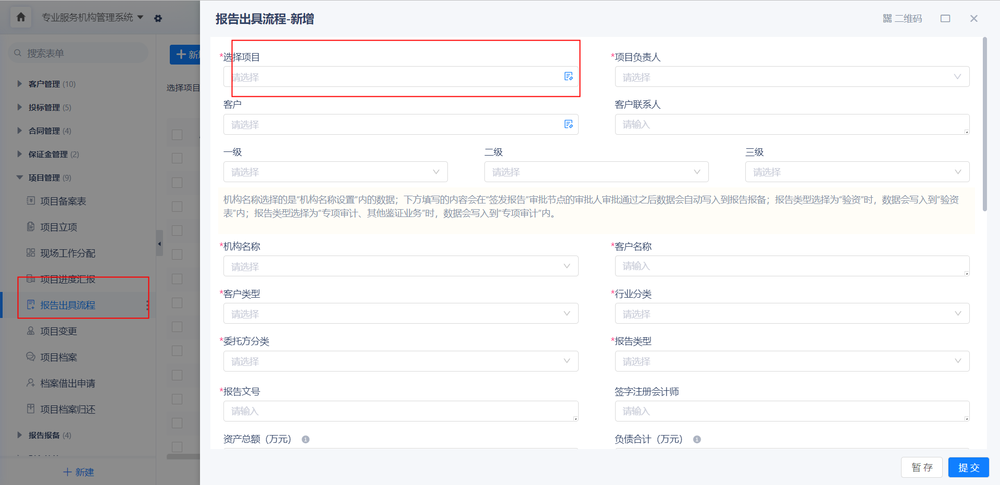 专业服务机构管理系统
搜索表单
客户管理 (10)
投标管理 (5)
合同管理 (4)
保证金管理 (2)
项目管理 (9)
项目备案表
项目立项
现场工作分配
项目进度汇报
报告出具流程
项目变更
项目档案
档案借出申请
项目档案归还
报告报备 (4)
新建
选择项目
报告出具流程-新增
二维码
*选择项目
请选择
*项目负责人
请选择
客户
请选择
客户联系人
请输入
一级
请选择
二级
请选择
三级
请选择
机构名称选择的是“机构名称设置”内的数据；下方填写的内容会在“签发报告”审批节点的审批人审批通过之后数据会自动写入到报告报备；报告类型选择为“验资”时，数据会写入到“验资
表”内；报告类型选择为“专项审计、其他鉴证业务”时，数据会写入到“专项审计”内。
*机构名称
请选择
*客户名称
请输入
*客户类型
请选择
*行业分类
请选择
*委托方分类
请选择
*报告类型
请选择
*报告文号
请输入
签字注册会计师
请输入
资产总额（万元）
负债合计（万元）
暂存
提交